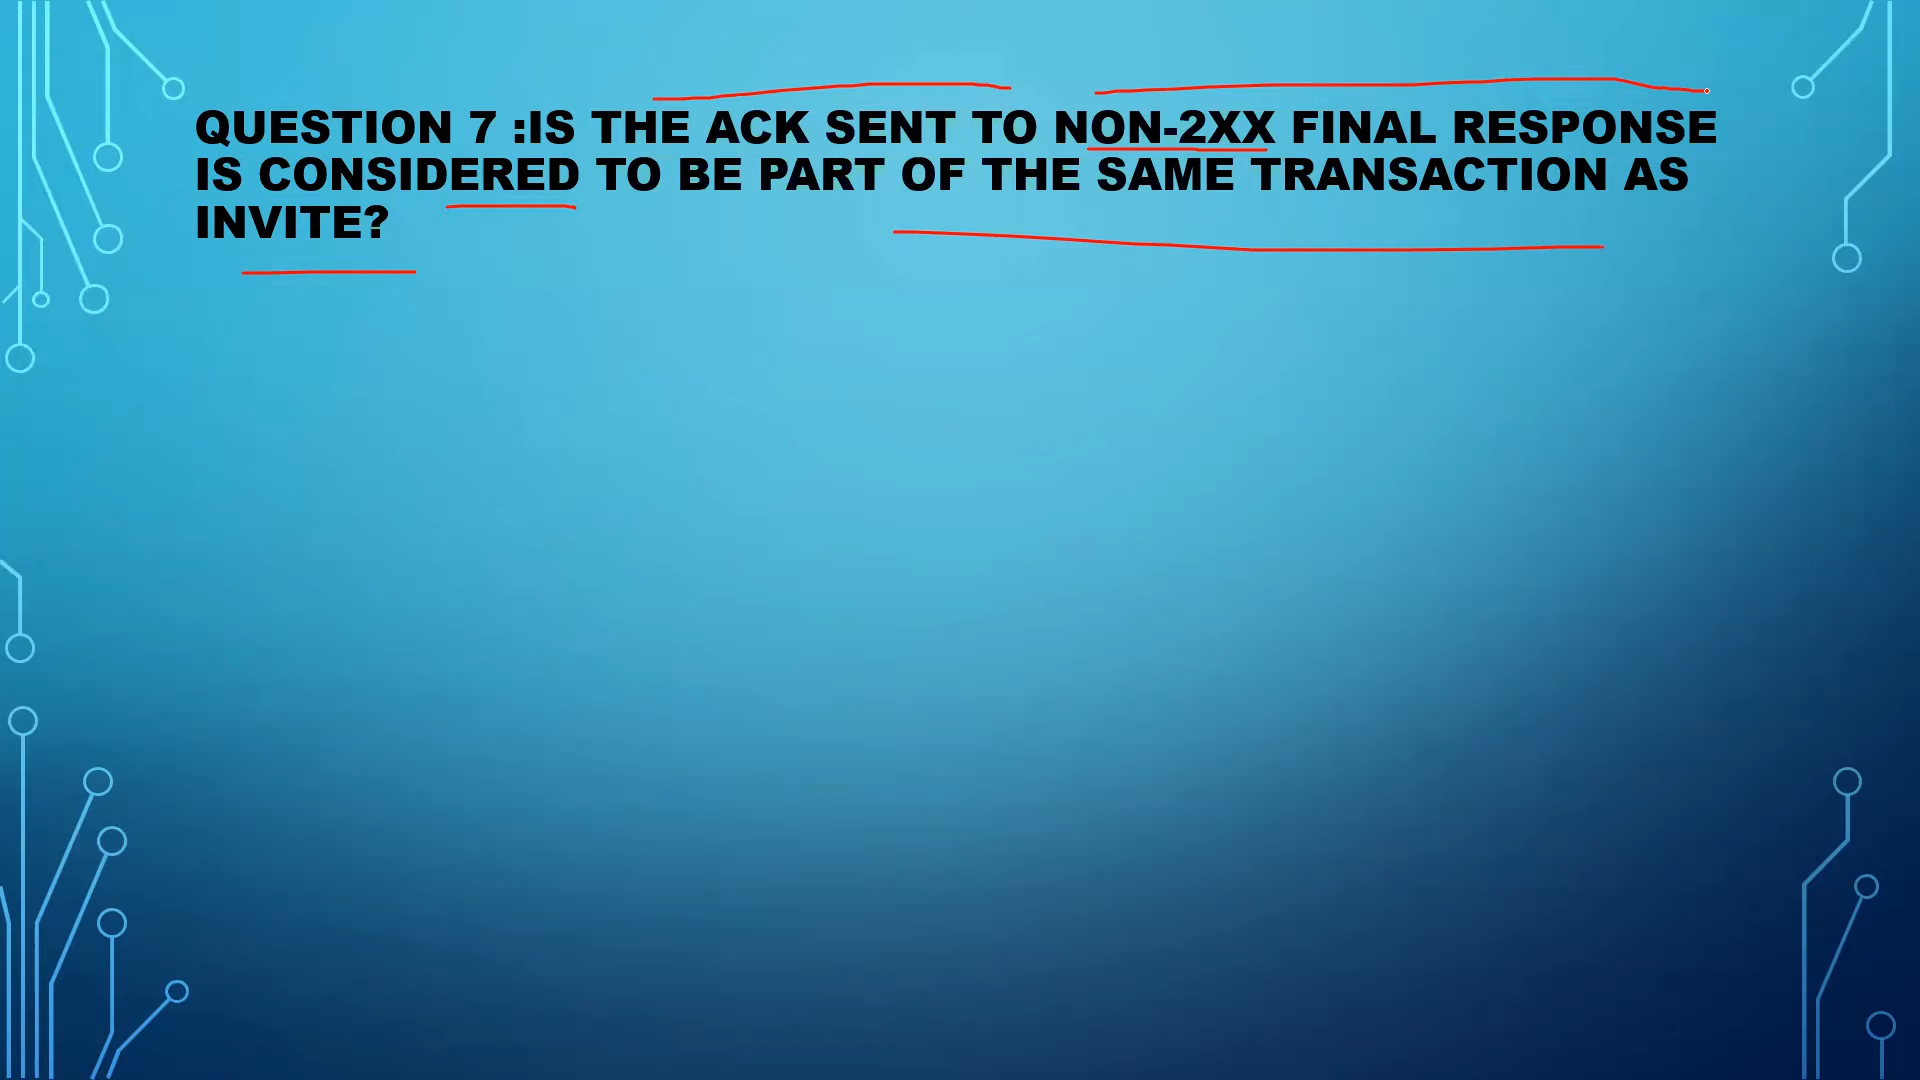 QUESTION 7 :IS THE ACK SENT TO NON-2XX FINAL RESPONSE
IS CONSIDERED TO BE PART OF THE SAME TRANSACTION AS
INVITE?